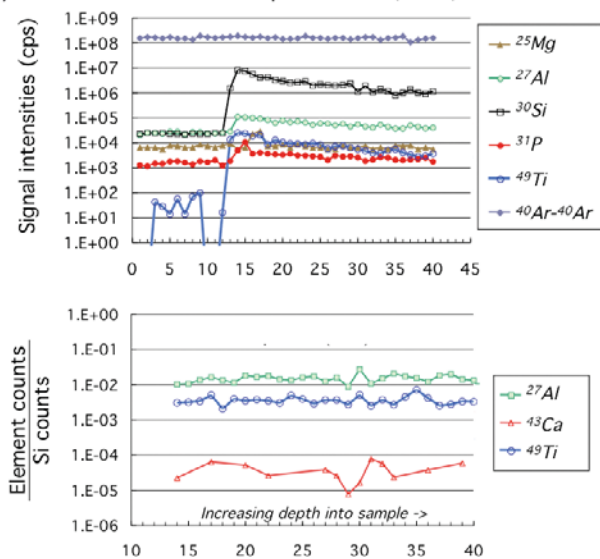 Signal intensities (cps)
1.E+09
1.E+08
1.E+07
1.E+06
1.E+05
1.E+04
1.E+03
1.E+02
1.E+01
1.E+00
0 5 10 15 20 25 30 35 40 45
25Mg
27Al
30Si
31P
49Ti
40Ar-40Ar
Element counts
Si counts
1.E+00
1.E-01
1.E-02
1.E-03
1.E-04
1.E-05
1.E-06
Increasing depth into sample ->
10 15 20 25 30 35 40
27Al
43Ca
49Ti